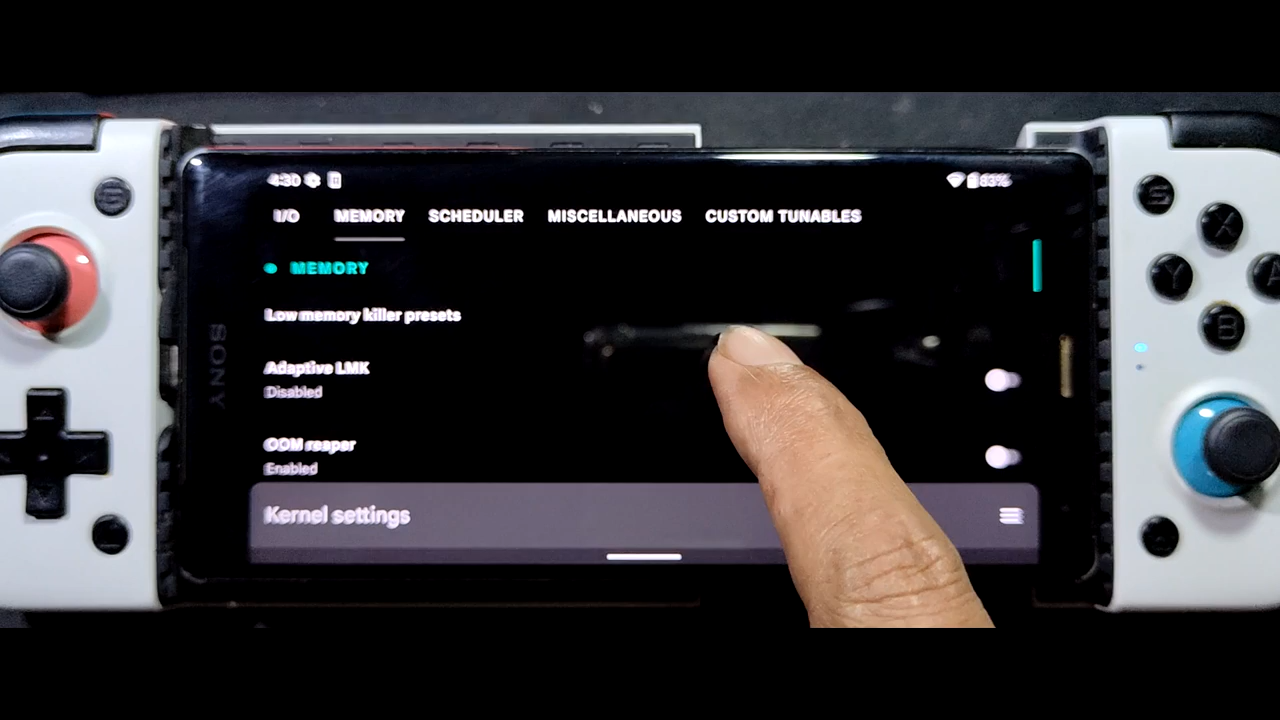 4:30
83%
I/O MEMORY SCHEDULER MISCELLANEOUS CUSTOM TUNABLES
MEMORY
Low memory killer presets
Adaptive LMK
Disabled
OOM reaper
Enabled
Kernel settings
SONY
S
S
X
Y
A
B